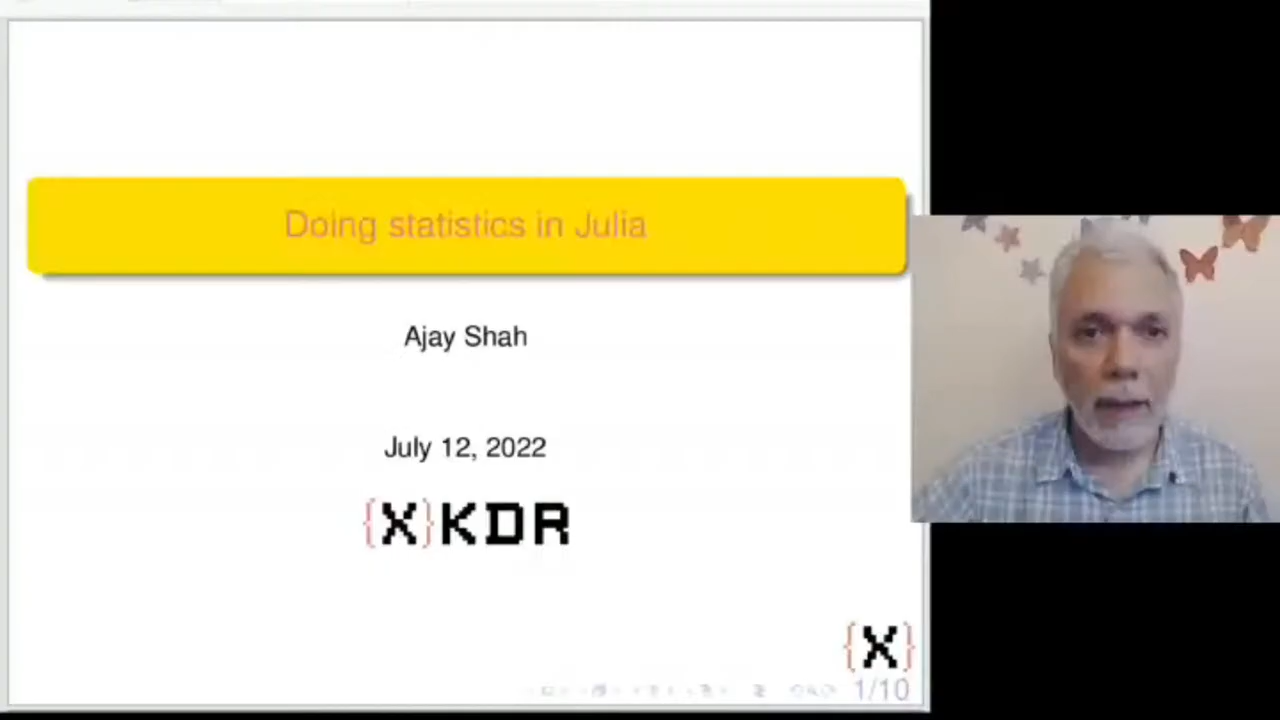 Doing statistics in Julia
Ajay Shah
July 12, 2022
{X}KDR
{X}
1/10